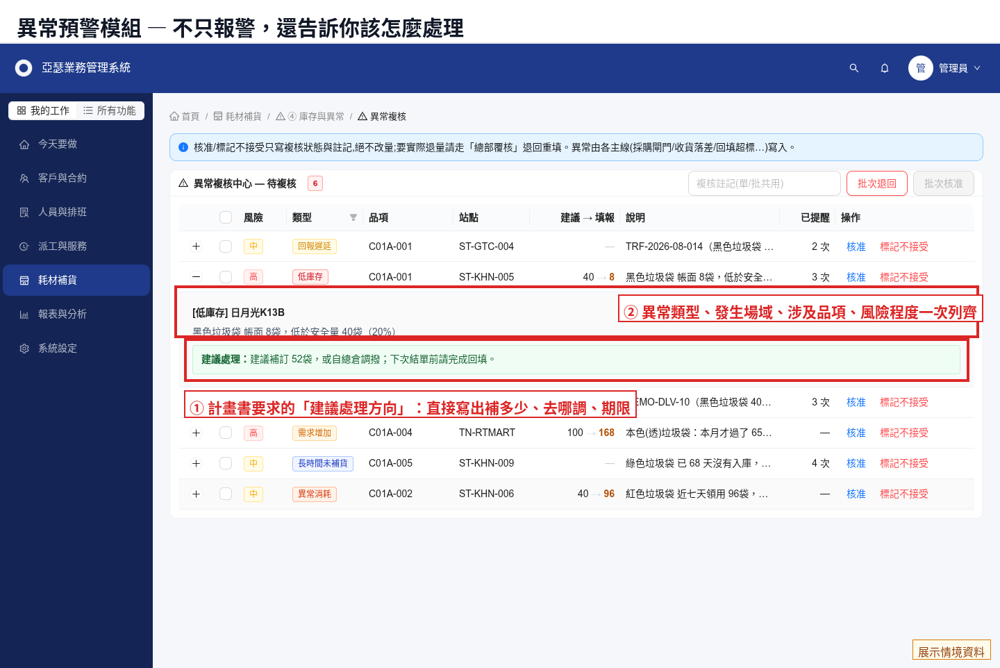 異常預警模組 — 不只報警，還告訴你該怎麼處理
亞瑟業務管理系統
管 管理員
我的工作 所有功能
今天要做
客戶與合約
人員與排班
派工與服務
耗材補貨
報表與分析
系統設定
首頁 / 耗材補貨 / ④ 庫存與異常 / 異常複核
核准/標記不接受只寫複核狀態與註記,絕不改量;要實際退量請走「總部覆核」退回重填。異常由各主線(採購閘門/收貨落差/回填超標…)寫入。
異常複核中心 — 待複核 6 複核註記(單/批共用) 批次退回 批次核准
風險 類型 品項 站點 建議 → 填報 說明 已提醒 操作
中 回報遲延 C01A-001 ST-GTC-004 — TRF-2026-08-014（黑色垃圾袋 … 2 次 核准 標記不接受
高 低庫存 C01A-001 ST-KHN-005 40 → 8 黑色垃圾袋 帳面 8袋，低於安全… 3 次 核准 標記不接受
[低庫存] 日月光K13B
② 異常類型、發生場域、涉及品項、風險程度一次列齊
黑色垃圾袋 帳面 8袋，低於安全量 40袋（20%）
建議處理：建議補訂 52袋，或自總倉調撥；下次結單前請完成回填。
① 計畫書要求的「建議處理方向」：直接寫出補多少、去哪調、期限
EMO-DLV-10（黑色垃圾袋 40… 3 次 核准 標記不接受
高 需求增加 C01A-004 TN-RTMART 100 → 168 本色(透)垃圾袋：本月才過了 65… — 核准 標記不接受
中 長時間未補貨 C01A-005 ST-KHN-009 — 綠色垃圾袋 已 68 天沒有入庫，… 4 次 核准 標記不接受
中 異常消耗 C01A-002 ST-KHN-006 40 → 96 紅色垃圾袋 近七天領用 96袋，… — 核准 標記不接受
展示情境資料